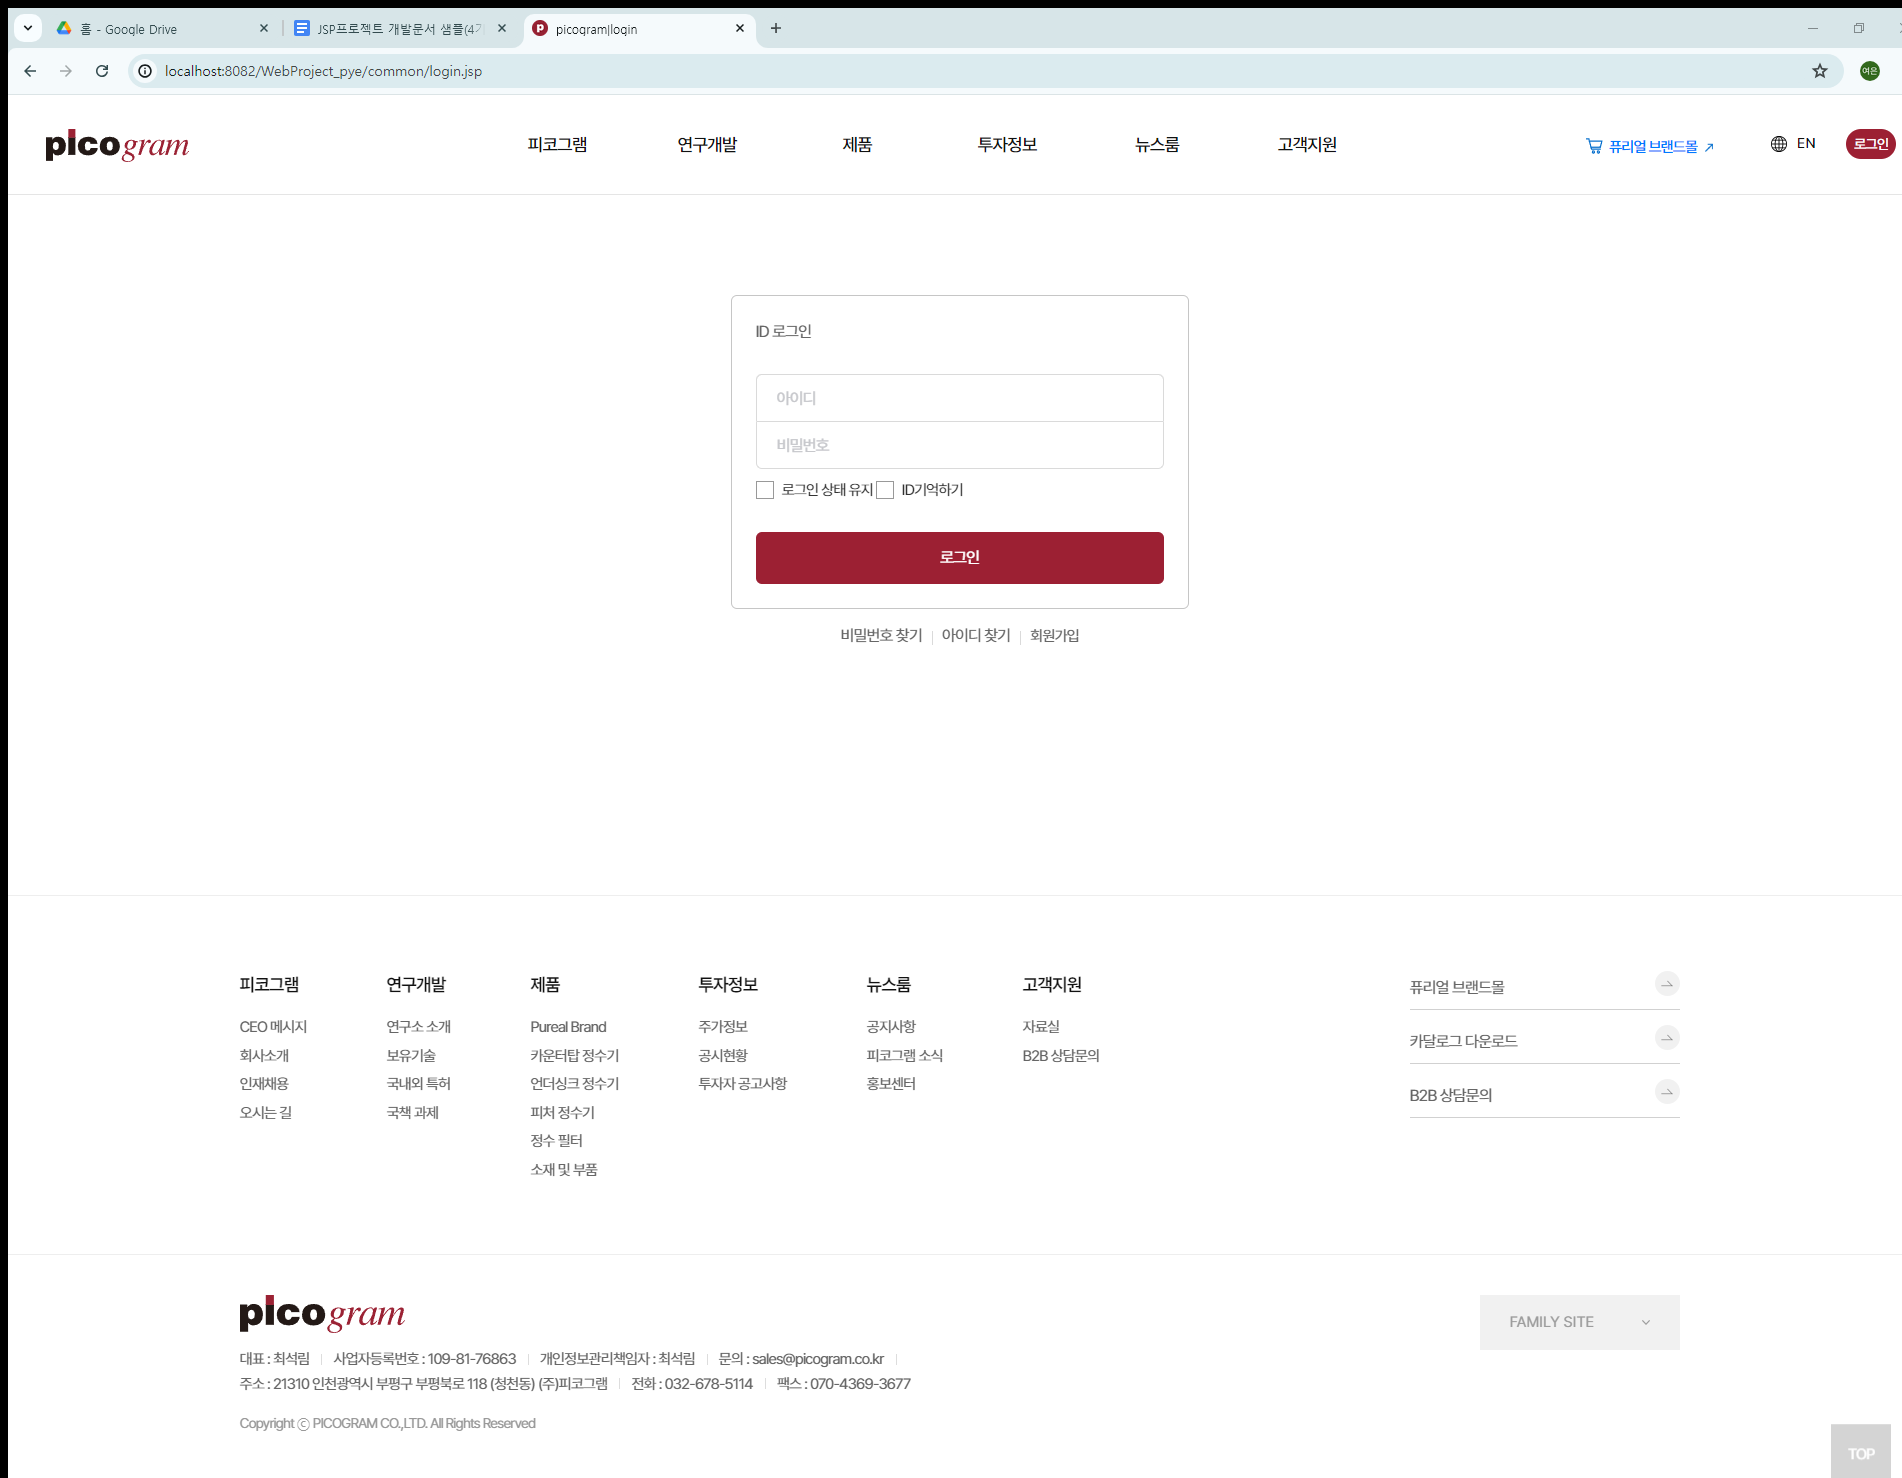 홈 - Google Drive
JSP프로젝트 개발문서 샘플(4기
picogram|login
localhost:8082/WebProject_pye/common/login.jsp
여은
picogram
피코그램 연구개발 제품 투자정보 뉴스룸 고객지원
퓨리얼 브랜드몰
EN
로그인
ID 로그인
아이디
비밀번호
로그인 상태 유지 ID기억하기
로그인
비밀번호 찾기 아이디 찾기 회원가입
피코그램
CEO 메시지
회사소개
인재채용
오시는 길
연구개발
연구소 소개
보유기술
국내외 특허
국책 과제
제품
Pureal Brand
카운터탑 정수기
언더싱크 정수기
피처 정수기
정수 필터
소재 및 부품
투자정보
주가정보
공시현황
투자자 공고사항
뉴스룸
공지사항
피코그램 소식
홍보센터
고객지원
자료실
B2B 상담문의
퓨리얼 브랜드몰
카달로그 다운로드
B2B 상담문의
picogram
FAMILY SITE
대표 : 최석림 사업자등록번호 : 109-81-76863 개인정보관리책임자 : 최석림 문의 : sales@picogram.co.kr
주소 : 21310 인천광역시 부평구 부평북로 118 (청천동) (주)피코그램 전화 : 032-678-5114 팩스 : 070-4369-3677
Copyright ⓒ PICOGRAM CO.,LTD. All Rights Reserved
TOP